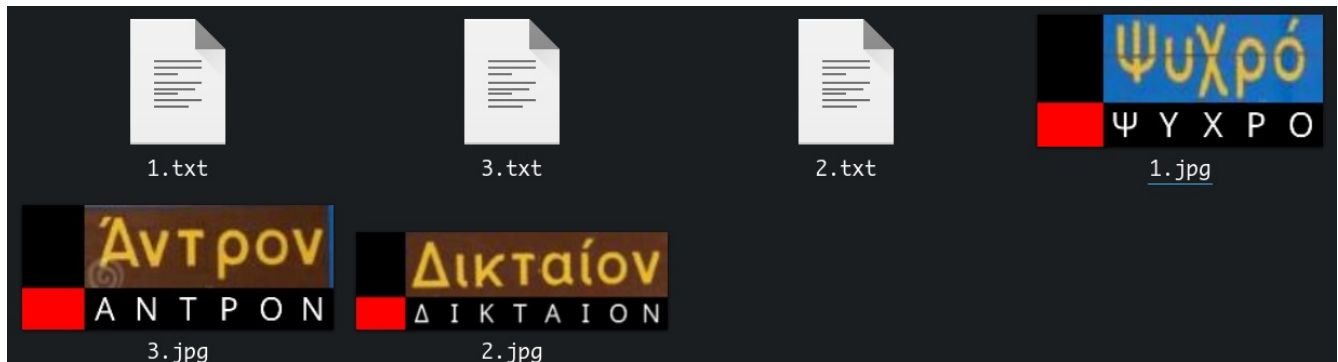 Ψυχρό
Ψ Υ Χ Ρ Ο
1.txt
3.txt
2.txt
1.jpg
Άντρον
Α Ν Τ Ρ Ο Ν
Δικταίον
Δ Ι Κ Τ Α Ι Ο Ν
3.jpg
2.jpg